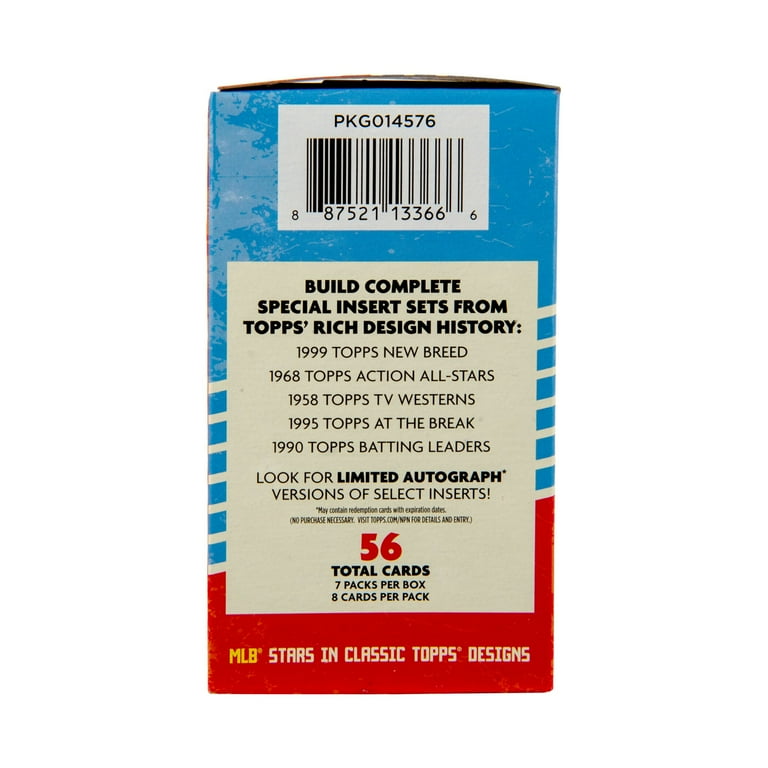 PKG014576
8 87521 13366 6
BUILD COMPLETE
SPECIAL INSERT SETS FROM
TOPPS' RICH DESIGN HISTORY:
1999 TOPPS NEW BREED
1968 TOPPS ACTION ALL-STARS
1958 TOPPS TV WESTERNS
1995 TOPPS AT THE BREAK
1990 TOPPS BATTING LEADERS
LOOK FOR LIMITED AUTOGRAPH*
VERSIONS OF SELECT INSERTS!
*May contain redemption cards with expiration dates.
(NO PURCHASE NECESSARY. VISIT TOPPS.COM/NPN FOR DETAILS AND ENTRY.)
56
TOTAL CARDS
7 PACKS PER BOX
8 CARDS PER PACK
MLB® STARS IN CLASSIC TOPPS® DESIGNS